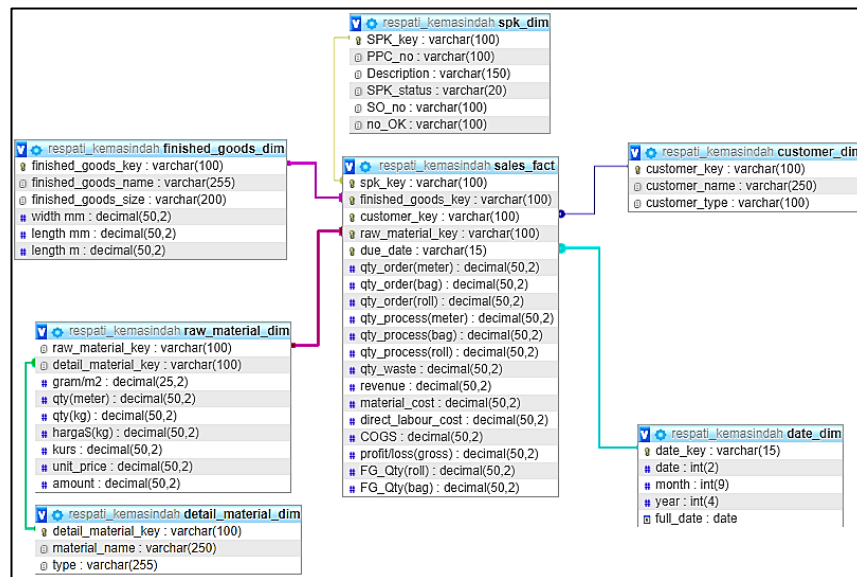 respati_kemasindah spk_dim
SPK_key : varchar(100)
PPC_no : varchar(100)
Description : varchar(150)
SPK_status : varchar(20)
SO_no : varchar(100)
no_OK : varchar(100)
respati_kemasindah finished_goods_dim
finished_goods_key : varchar(100)
finished_goods_name : varchar(255)
finished_goods_size : varchar(200)
width mm : decimal(50,2)
length mm : decimal(50,2)
length m : decimal(50,2)
respati_kemasindah sales_fact
spk_key : varchar(100)
finished_goods_key : varchar(100)
customer_key : varchar(100)
raw_material_key : varchar(100)
due_date : varchar(15)
qty_order(meter) : decimal(50,2)
qty_order(bag) : decimal(50,2)
qty_order(roll) : decimal(50,2)
qty_process(meter) : decimal(50,2)
qty_process(bag) : decimal(50,2)
qty_process(roll) : decimal(50,2)
qty_waste : decimal(50,2)
revenue : decimal(50,2)
material_cost : decimal(50,2)
direct_labour_cost : decimal(50,2)
COGS : decimal(50,2)
profit/loss(gross) : decimal(50,2)
FG_Qty(roll) : decimal(50,2)
FG_Qty(bag) : decimal(50,2)
respati_kemasindah customer_dim
customer_key : varchar(100)
customer_name : varchar(250)
customer_type : varchar(100)
respati_kemasindah raw_material_dim
raw_material_key : varchar(100)
detail_material_key : varchar(100)
gram/m2 : decimal(25,2)
qty(meter) : decimal(50,2)
qty(kg) : decimal(50,2)
harga$(kg) : decimal(50,2)
kurs : decimal(50,2)
unit_price : decimal(50,2)
amount : decimal(50,2)
respati_kemasindah date_dim
date_key : varchar(15)
date : int(2)
month : int(9)
year : int(4)
full_date : date
respati_kemasindah detail_material_dim
detail_material_key : varchar(100)
material_name : varchar(250)
type : varchar(255)